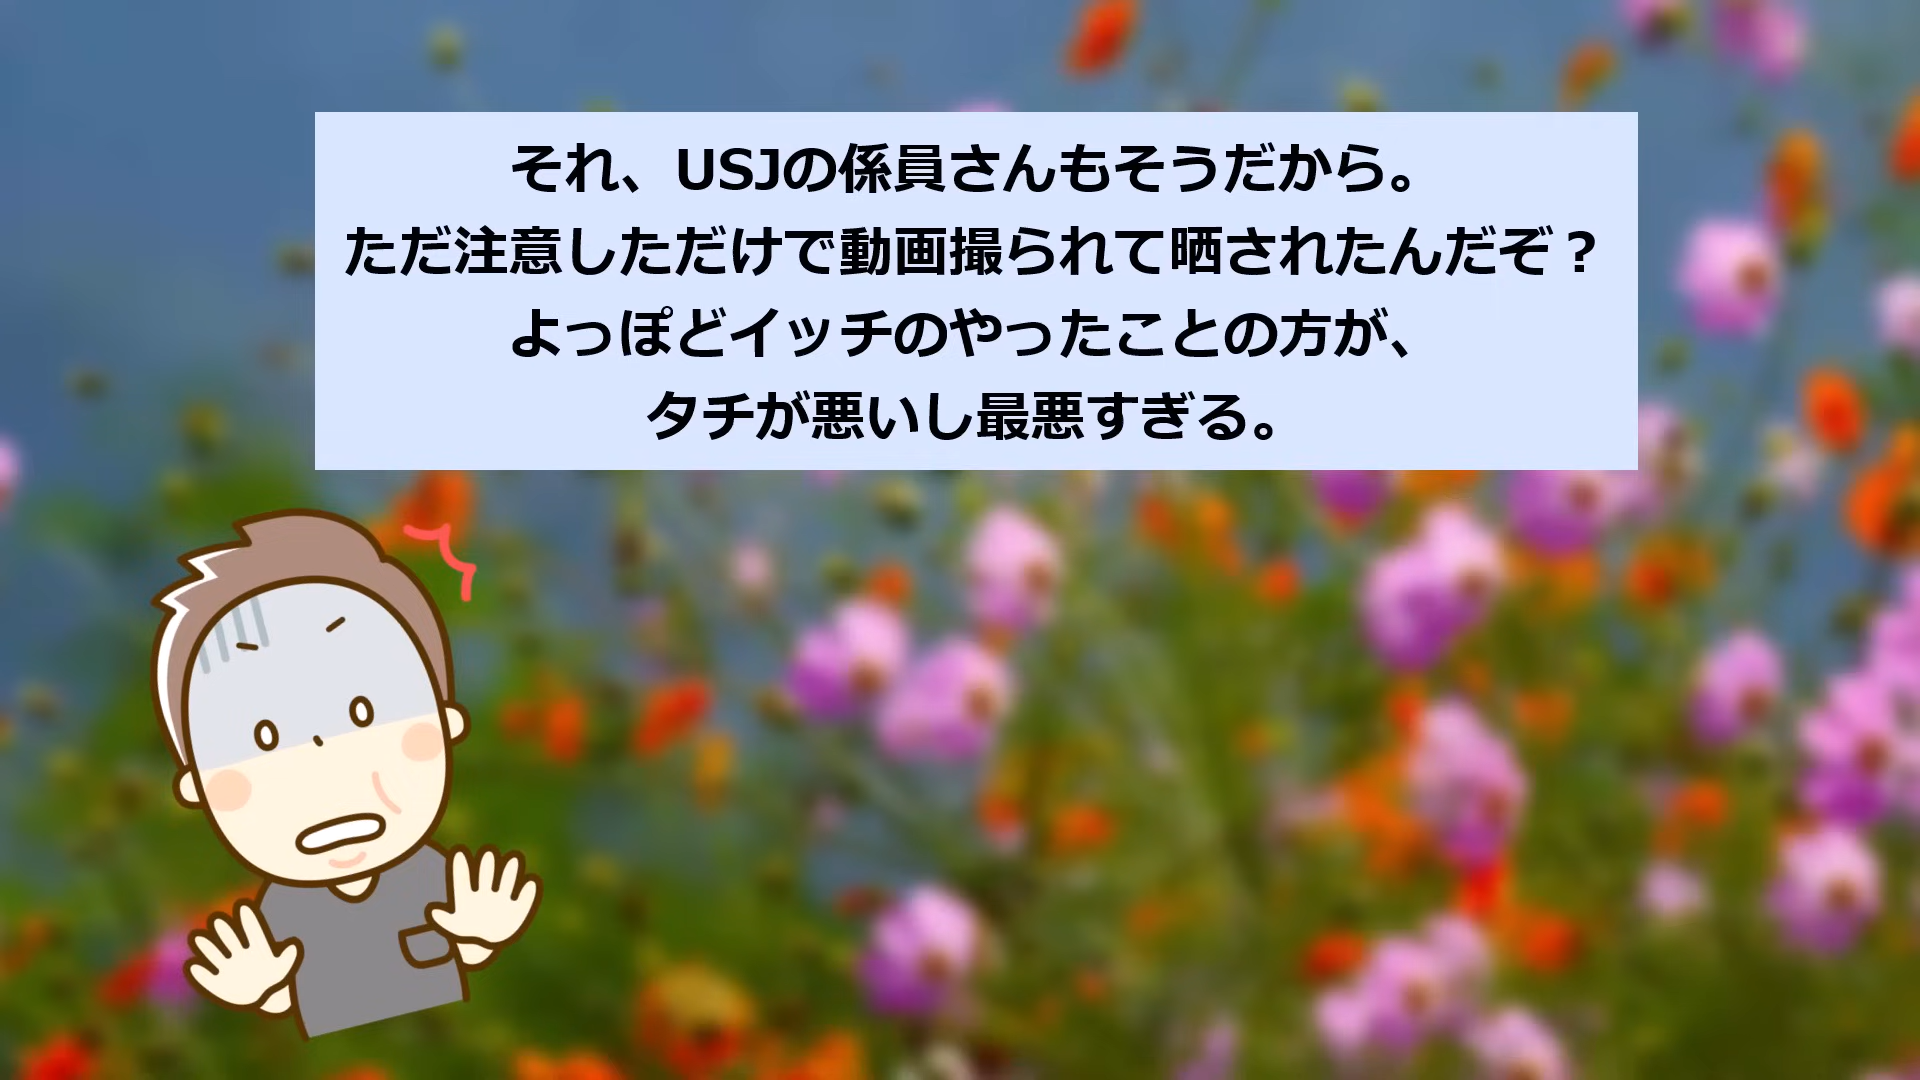 それ、USJの係員さんもそうだから。
ただ注意しただけで動画撮られて晒されたんだぞ？
よっぽどイッチのやったことの方が、
タチが悪いし最悪すぎる。